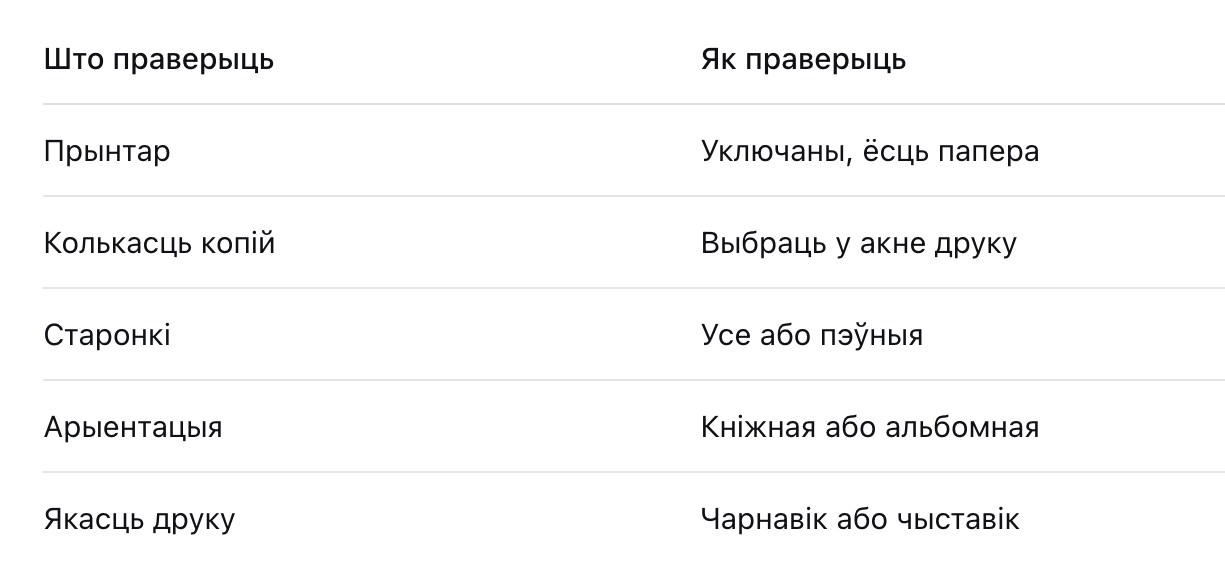 Што праверыць Як праверыць
Прынтар Уключаны, ёсць папера
Колькасць копій Выбраць у акне друку
Старонкі Усе або пэўныя
Арыентацыя Кніжная або альбомная
Якасць друку Чарнавік або чыставік